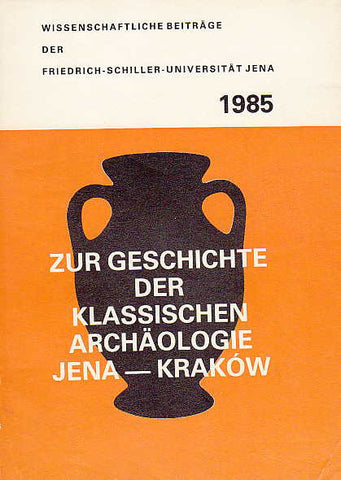 WISSENSCHAFTLICHE BEITRÄGE
DER
FRIEDRICH-SCHILLER-UNIVERSITÄT JENA
1985
ZUR GESCHICHTE
DER
KLASSISCHEN
ARCHÄOLOGIE
JENA — KRAKÓW